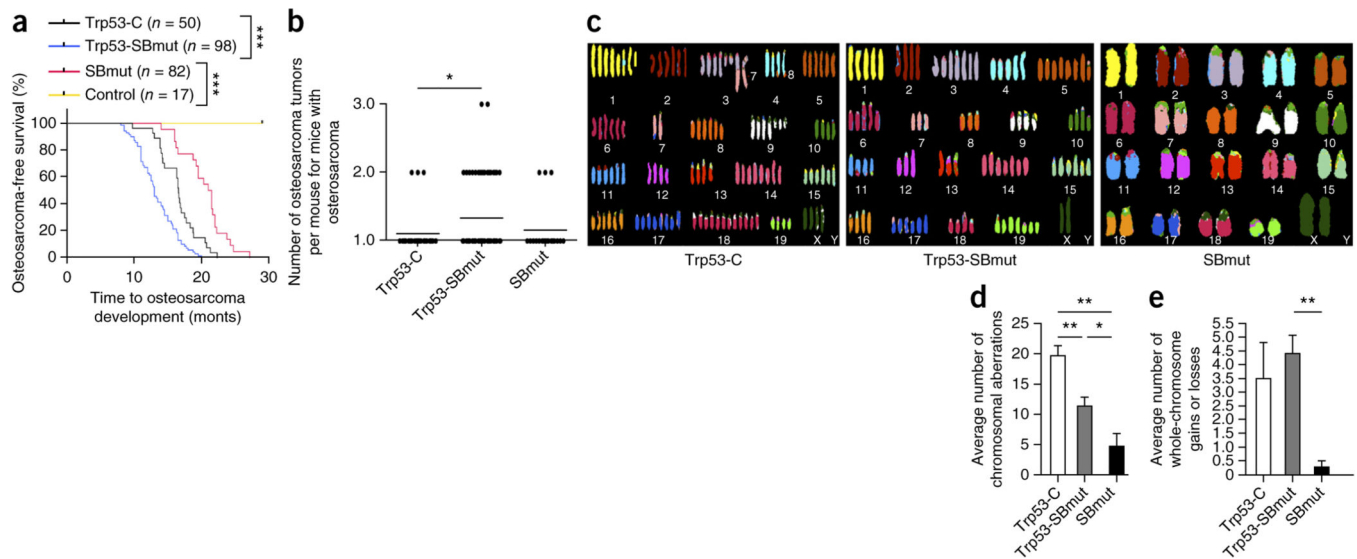 a
Trp53-C (n = 50)
Trp53-SBmut (n = 98)
SBmut (n = 82)
Control (n = 17)
***
***
Osteosarcoma-free survival (%)
100
80
60
40
20
0
0 10 20 30
Time to osteosarcoma
development (monts)
b
Number of osteosarcoma tumors
per mouse for mice with
osterosarcoma
*
3.0
2.0
1.0
Trp53-C
Trp53-SBmut
SBmut
c
1 2 3 7 4 8 5
6 7 8 9 10
11 12 13 14 15
16 17 18 19 X Y
Trp53-C
1 2 3 4 5
6 7 8 9 10
11 12 13 14 15
16 17 18 19 X Y
Trp53-SBmut
1 2 3 4 5
6 7 8 9 10
11 12 13 14 15
16 17 18 19 X Y
SBmut
d
Average number of
chromosomal aberrations
25
20
15
10
5
0
**
** *
Trp53-C
Trp53-SBmut
SBmut
e
Average number of
whole-chromosome
gains or losses
5.5
5.0
4.5
4.0
3.5
3.0
2.5
2.0
1.5
0.5
0
**
Trp53-C
Trp53-SBmut
SBmut